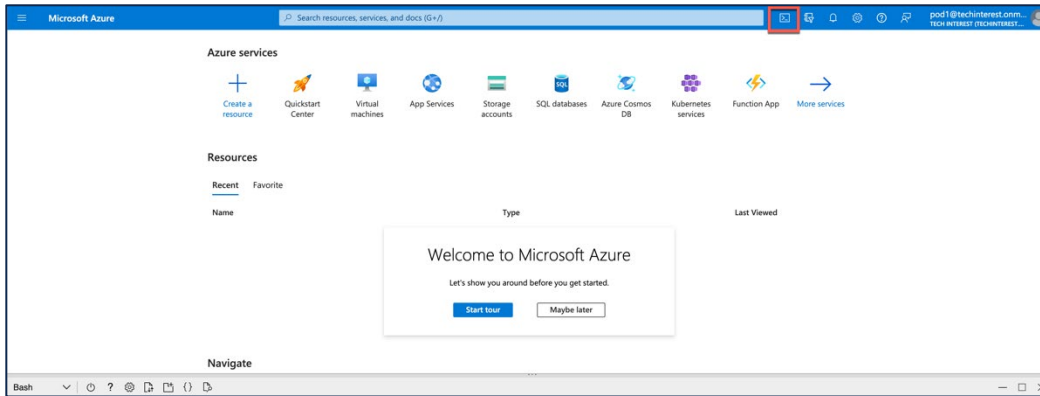 Microsoft Azure
Search resources, services, and docs (G+/)
pod1@techinterest.onm...
TECH INTEREST (TECHINTEREST....
Azure services
Create a resource
Quickstart Center
Virtual machines
App Services
Storage accounts
SQL databases
Azure Cosmos DB
Kubernetes services
Function App
More services
Resources
Recent Favorite
Name Type Last Viewed
Welcome to Microsoft Azure
Let's show you around before you get started.
Start tour Maybe later
Navigate
Bash